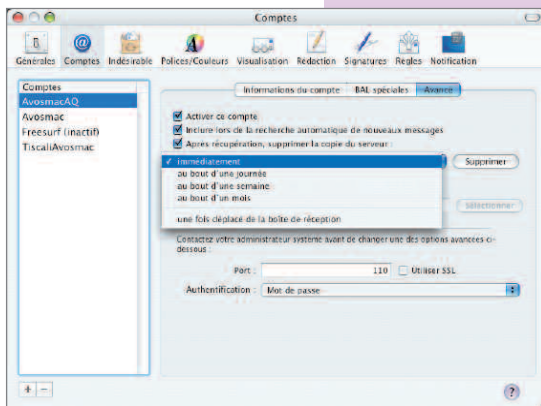 Comptes
Générales Comptes Indésirable Polices/Couleurs Visualisation Rédaction Signatures Règles Notification
Comptes
AvosmacAQ
Avosmac
Freesurf (inactif)
TiscaliAvosmac
Informations du compte BAL spéciales Avancé
Activer ce compte
Inclure lors de la recherche automatique de nouveaux messages
Après récupération, supprimer la copie du serveur :
✓ immédiatement
Supprimer
au bout d'une journée
au bout d'une semaine
au bout d'un mois
Sélectionner
une fois déplacé de la boîte de réception
Contactez votre administrateur système avant de changer une des options avancées ci-
dessous :
Port : 110 Utiliser SSL
Authentification : Mot de passe
+ − ?